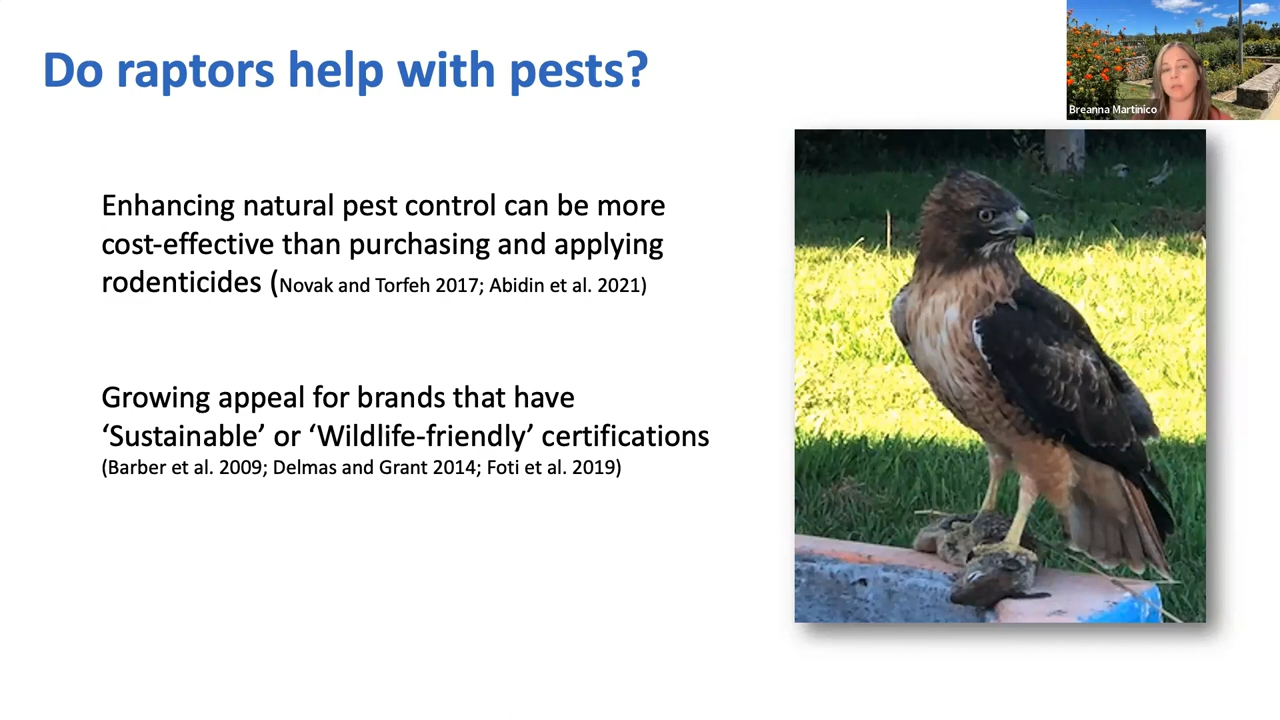 Do raptors help with pests?
Breanna Martinico
Enhancing natural pest control can be more
cost-effective than purchasing and applying
rodenticides (Novak and Torfeh 2017; Abidin et al. 2021)
Growing appeal for brands that have
‘Sustainable’ or ‘Wildlife-friendly’ certifications
(Barber et al. 2009; Delmas and Grant 2014; Foti et al. 2019)